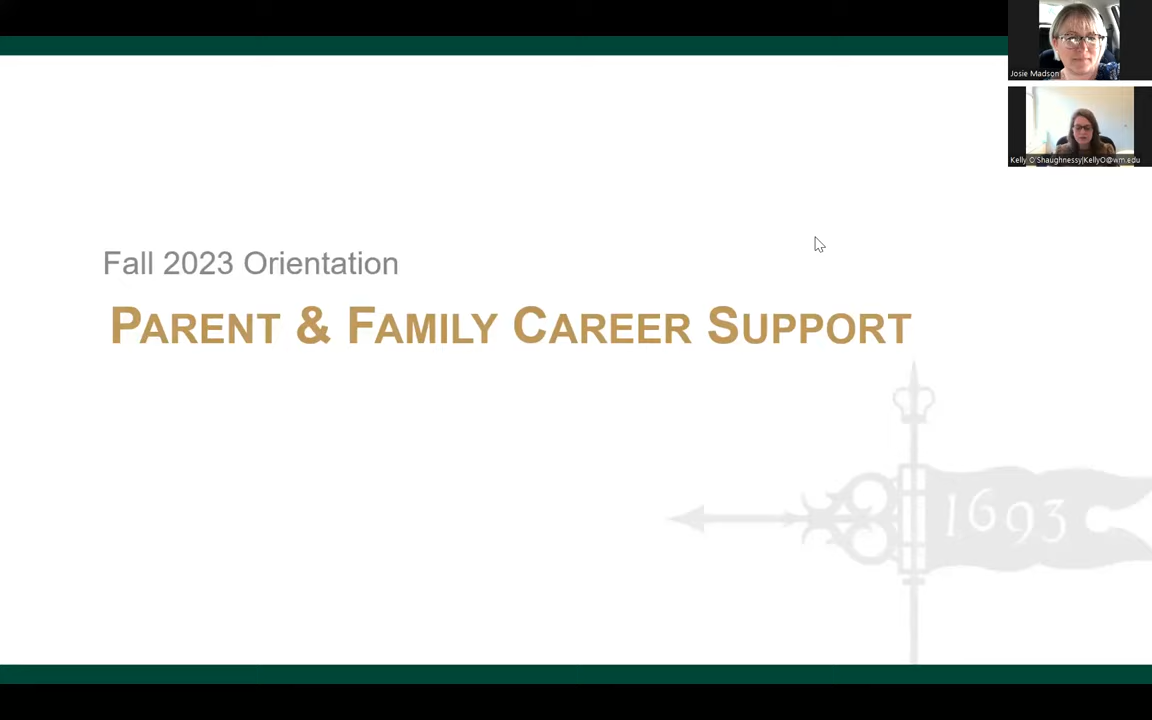 Josie Madson
Kelly O'Shaughnessy|KellyO@wm.edu
Fall 2023 Orientation
PARENT & FAMILY CAREER SUPPORT
1693